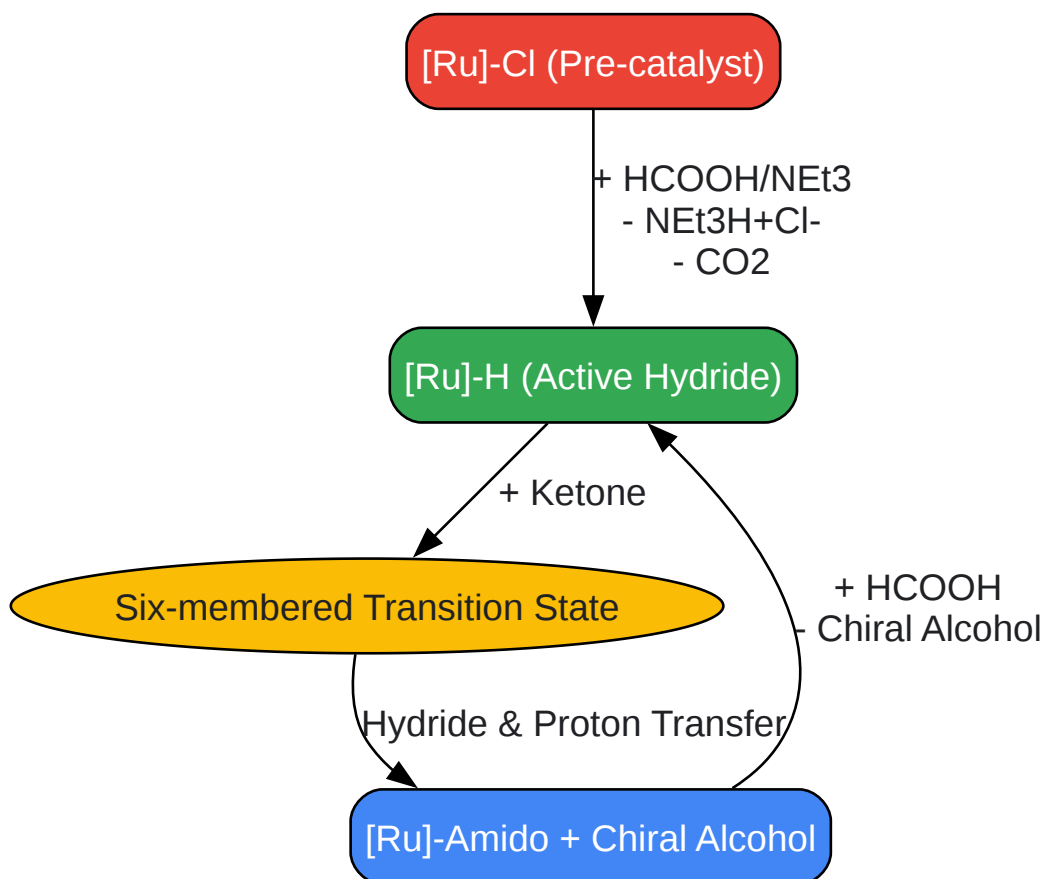 [Ru]-Cl (Pre-catalyst)
+ HCOOH/NEt3
- NEt3H+Cl-
- CO2
[Ru]-H (Active Hydride)
+ Ketone
Six-membered Transition State
+ HCOOH
- Chiral Alcohol
Hydride & Proton Transfer
[Ru]-Amido + Chiral Alcohol